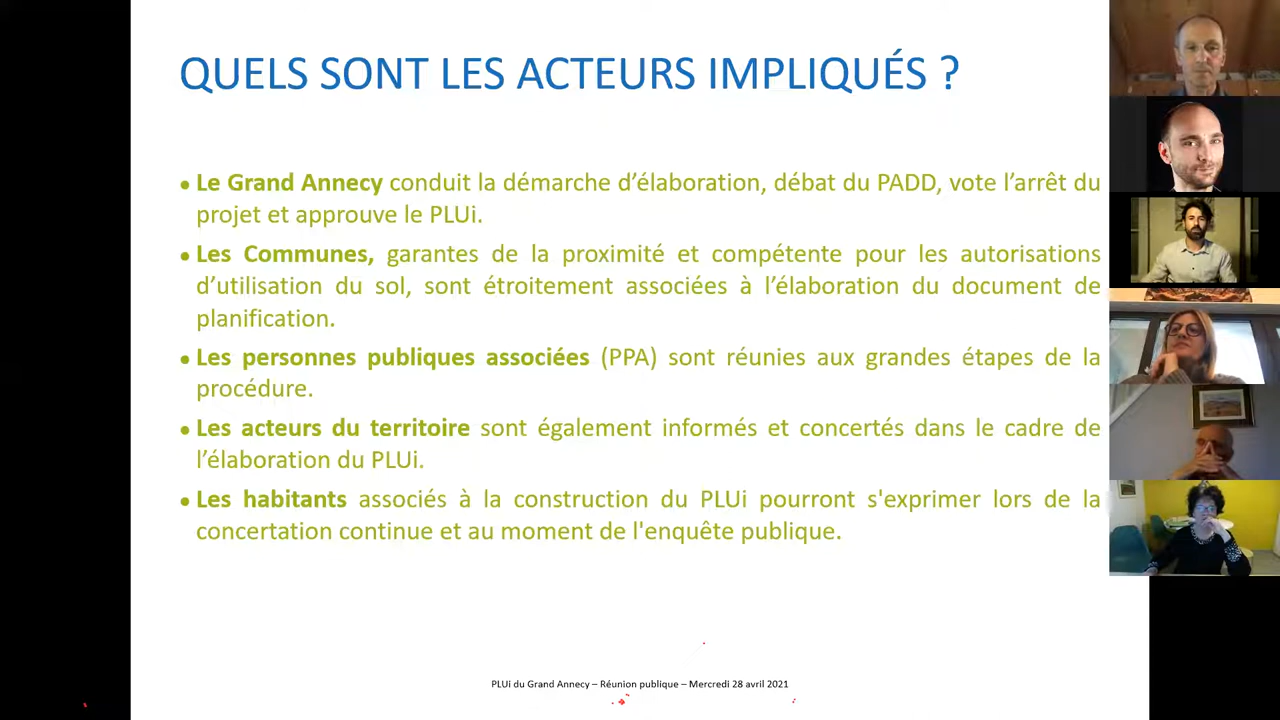 QUELS SONT LES ACTEURS IMPLIQUÉS ?
• Le Grand Annecy conduit la démarche d’élaboration, débat du PADD, vote l’arrêt du
projet et approuve le PLUi.
• Les Communes, garantes de la proximité et compétente pour les autorisations
d’utilisation du sol, sont étroitement associées à l’élaboration du document de
planification.
• Les personnes publiques associées (PPA) sont réunies aux grandes étapes de la
procédure.
• Les acteurs du territoire sont également informés et concertés dans le cadre de
l’élaboration du PLUi.
• Les habitants associés à la construction du PLUi pourront s'exprimer lors de la
concertation continue et au moment de l'enquête publique.
PLUi du Grand Annecy – Réunion publique – Mercredi 28 avril 2021